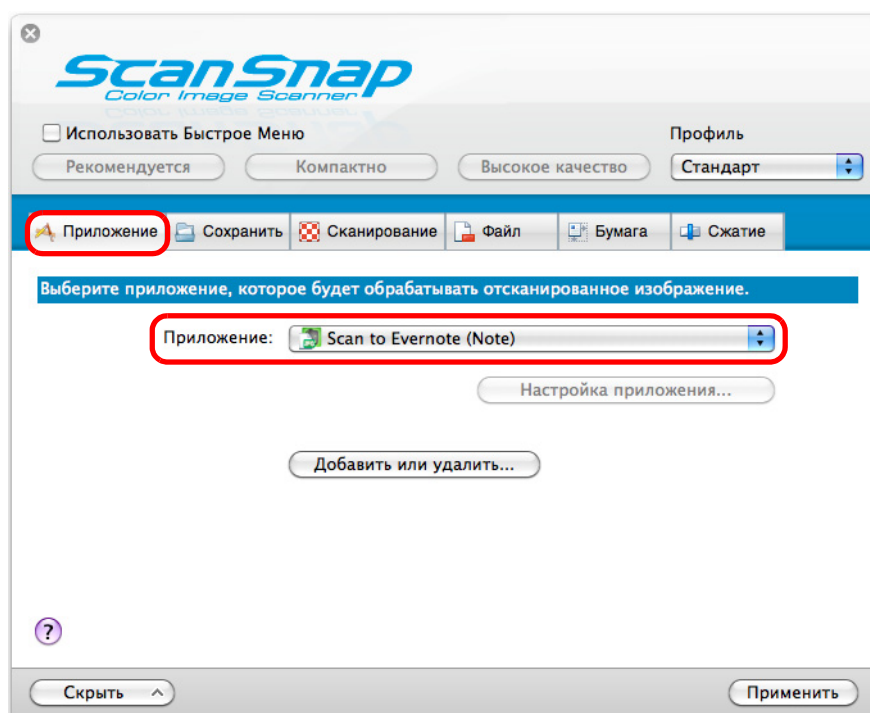 ScanSnap
Color Image Scanner
Использовать Быстрое Меню
Профиль
Рекомендуется
Компактно
Высокое качество
Стандарт
Приложение
Сохранить
Сканирование
Файл
Бумага
Сжатие
Выберите приложение, которое будет обрабатывать отсканированное изображение.
Приложение: Scan to Evernote (Note)
Настройка приложения...
Добавить или удалить...
?
Скрыть
Применить